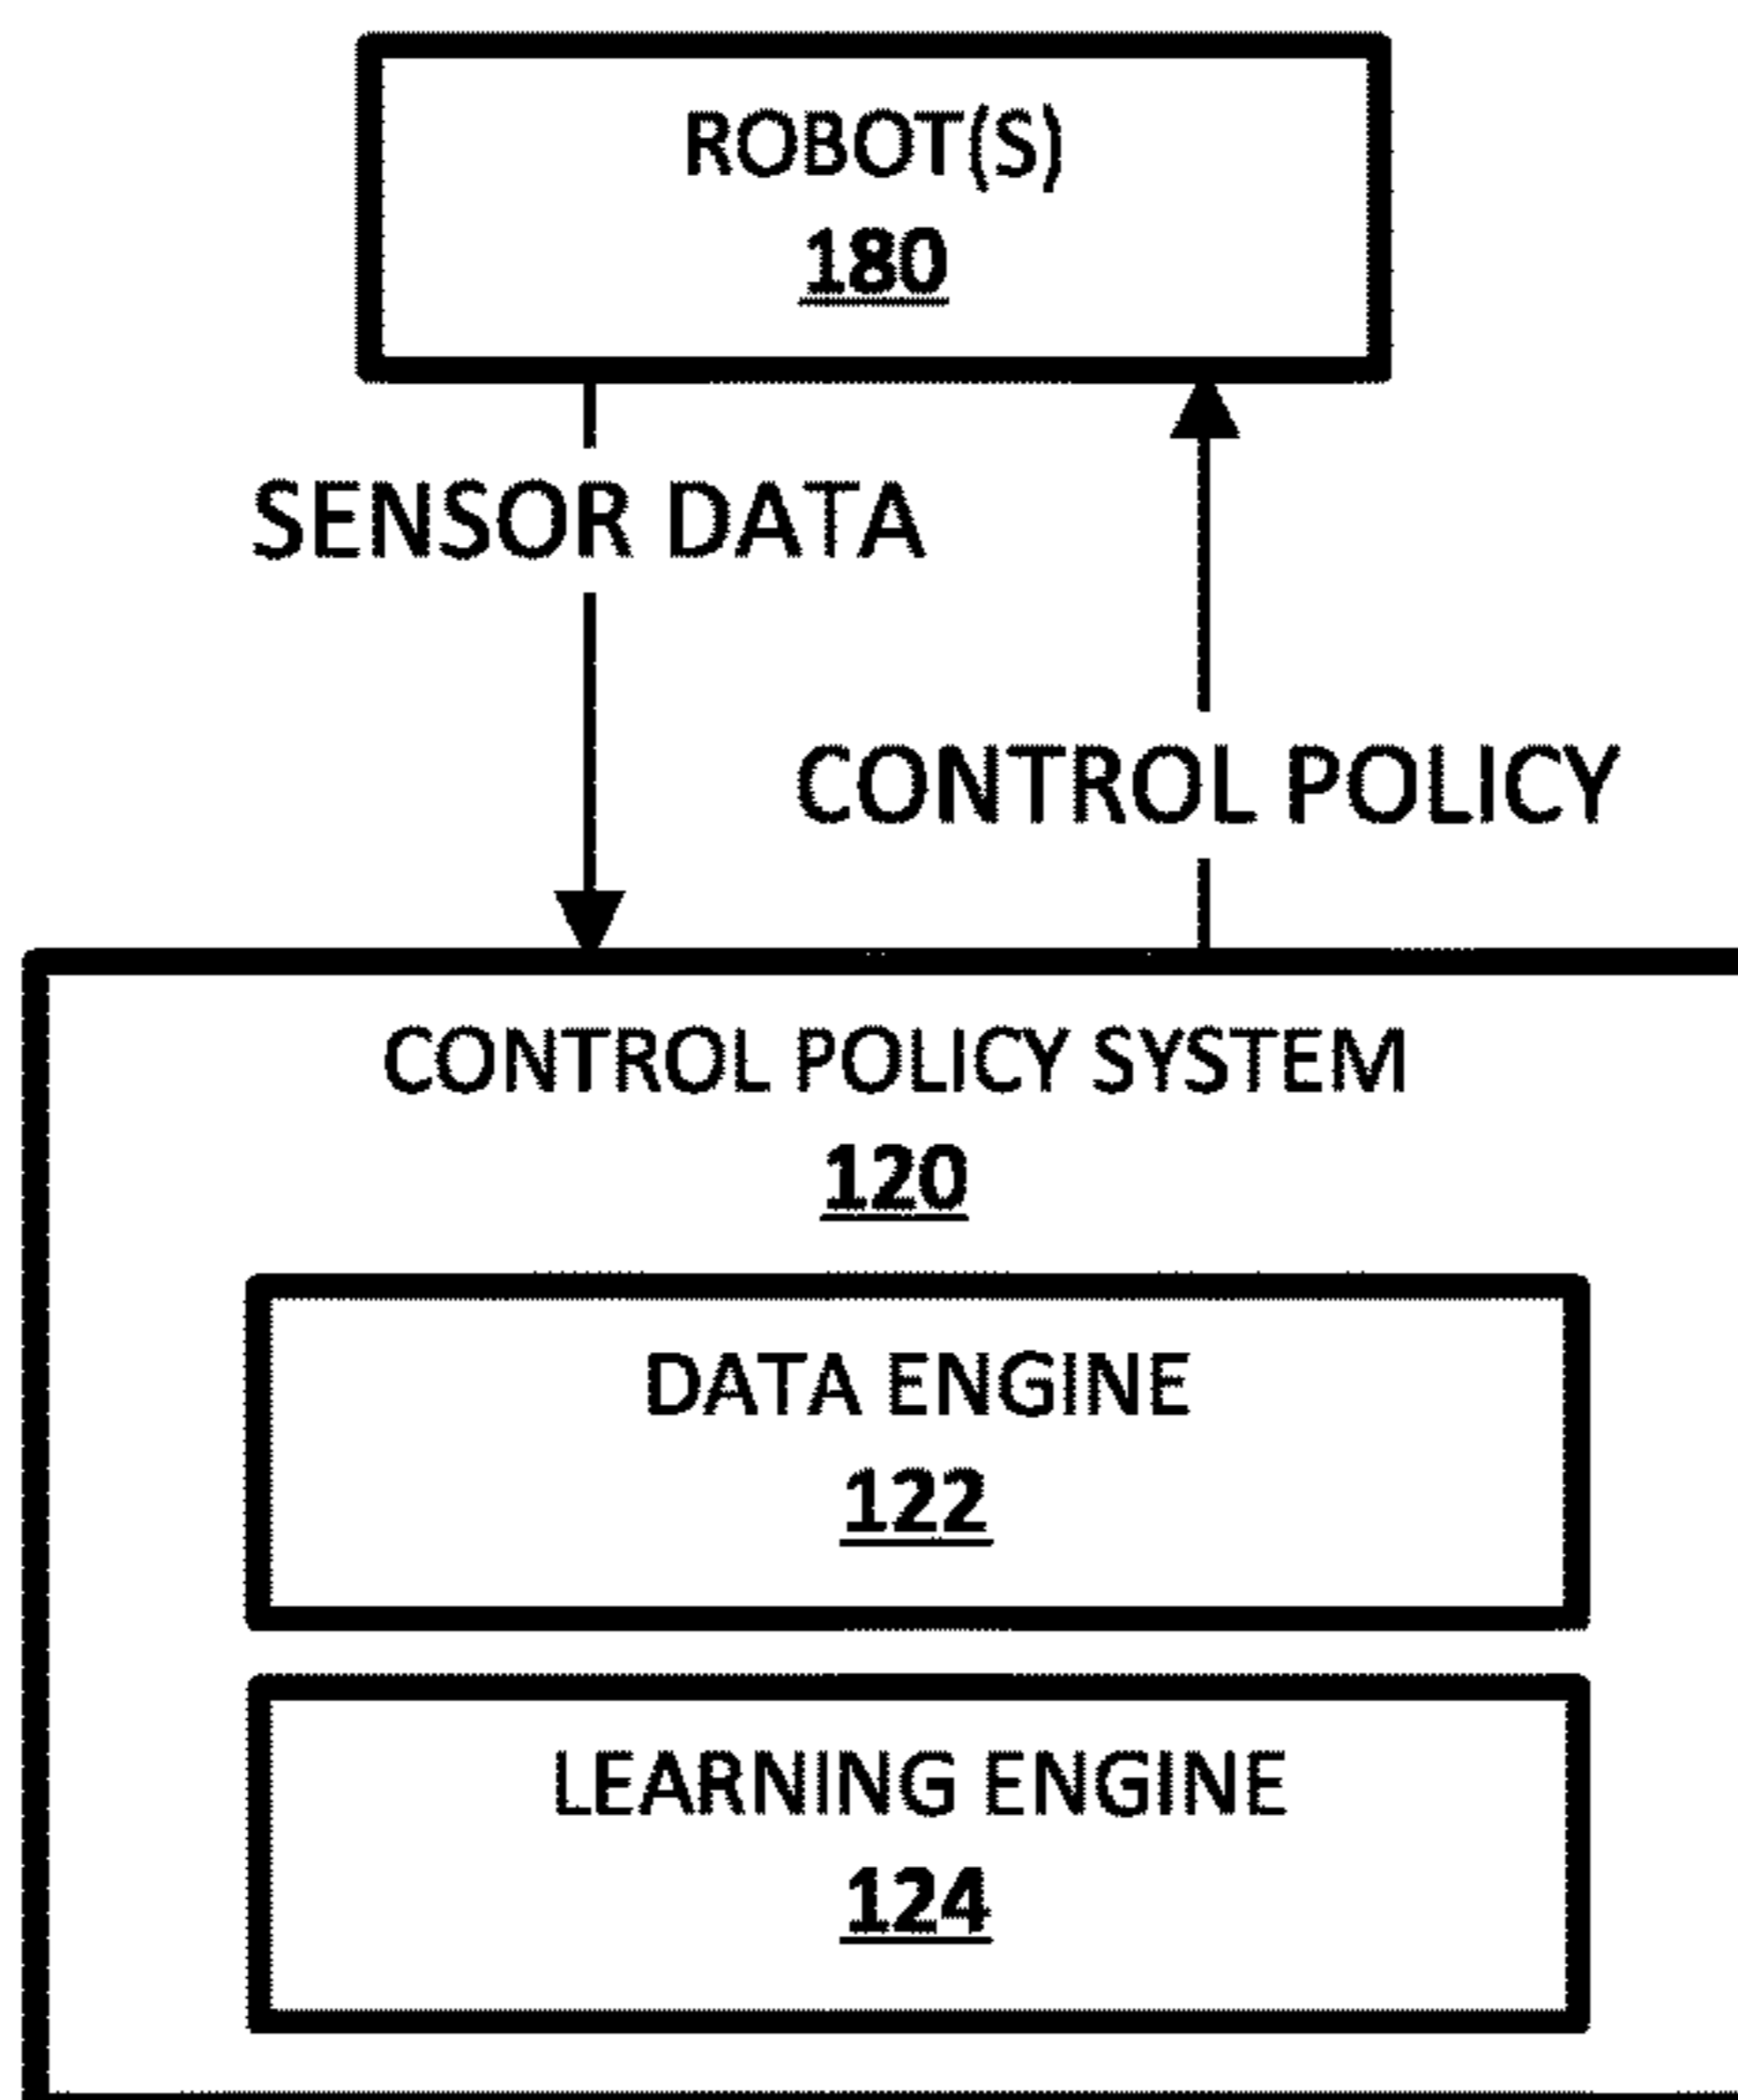 ROBOT(S)
180
SENSOR DATA
CONTROL POLICY
CONTROL POLICY SYSTEM
120
DATA ENGINE
122
LEARNING ENGINE
124